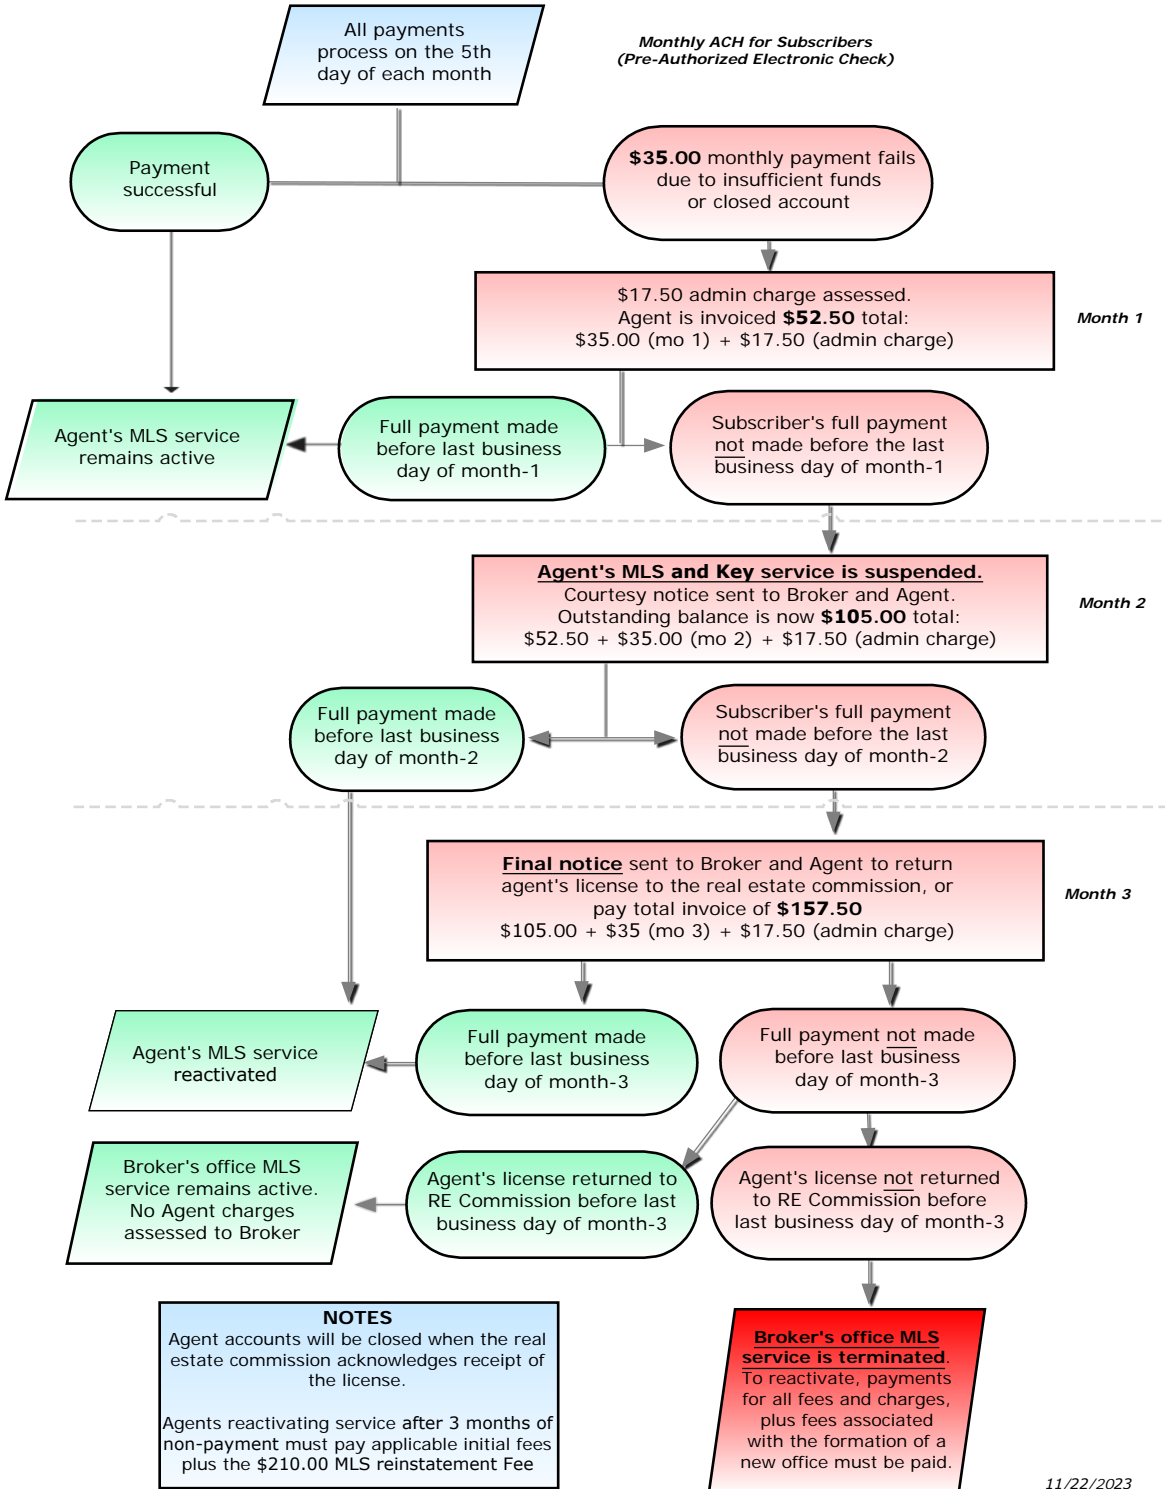 All payments
process on the 5th
day of each month
Monthly ACH for Subscribers
(Pre-Authorized Electronic Check)
Payment
successful
$35.00 monthly payment fails
due to insufficient funds
or closed account
$17.50 admin charge assessed.
Agent is invoiced $52.50 total:
$35.00 (mo 1) + $17.50 (admin charge)
Month 1
Agent's MLS service
remains active
Full payment made
before last business
day of month-1
Subscriber's full payment
not made before the last
business day of month-1
Agent's MLS and Key service is suspended.
Courtesy notice sent to Broker and Agent.
Outstanding balance is now $105.00 total:
$52.50 + $35.00 (mo 2) + $17.50 (admin charge)
Month 2
Full payment made
before last business
day of month-2
Subscriber's full payment
not made before the last
business day of month-2
Final notice sent to Broker and Agent to return
agent's license to the real estate commission, or
pay total invoice of $157.50
$105.00 + $35 (mo 3) + $17.50 (admin charge)
Month 3
Agent's MLS service
reactivated
Full payment made
before last business
day of month-3
Full payment not made
before last business
day of month-3
Broker's office MLS
service remains active.
No Agent charges
assessed to Broker
Agent's license returned to
RE Commission before last
business day of month-3
Agent's license not returned
to RE Commission before
last business day of month-3
NOTES
Agent accounts will be closed when the real
estate commission acknowledges receipt of
the license.
Agents reactivating service after 3 months of
non-payment must pay applicable initial fees
plus the $210.00 MLS reinstatement Fee
Broker's office MLS
service is terminated.
To reactivate, payments
for all fees and charges,
plus fees associated
with the formation of a
new office must be paid.
11/22/2023